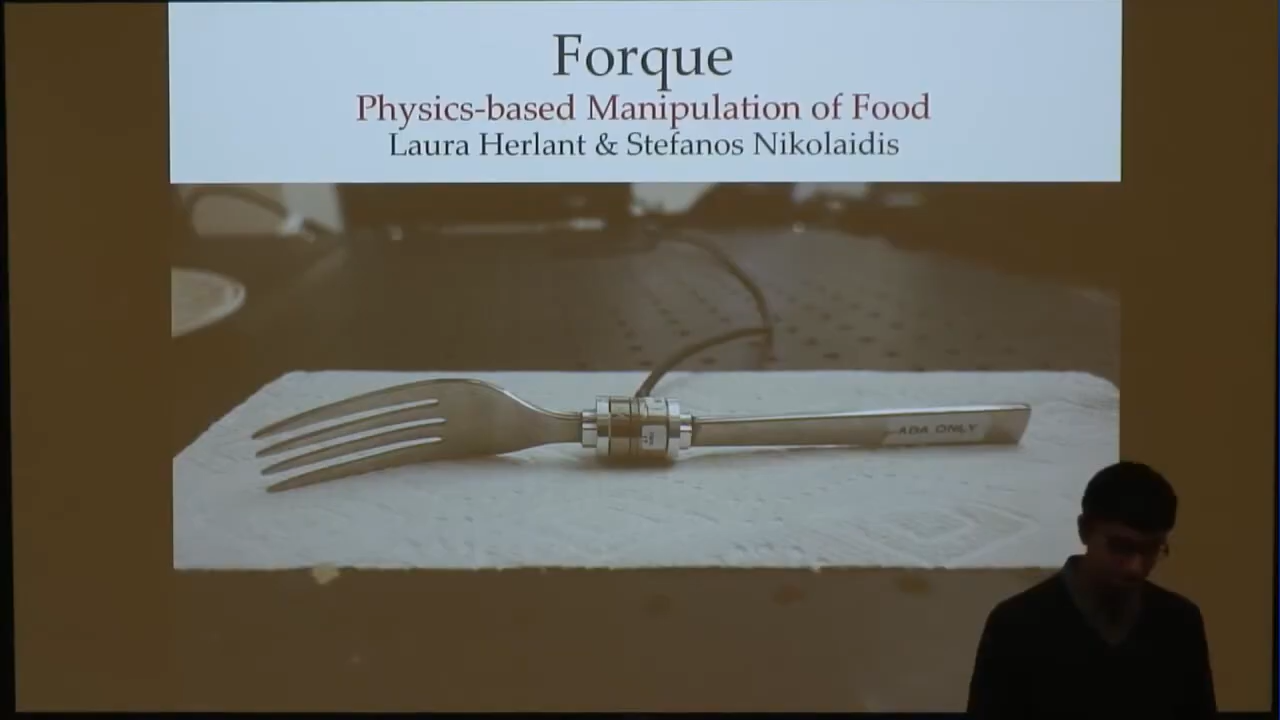 Forque
Physics-based Manipulation of Food
Laura Herlant & Stefanos Nikolaidis
ADA ONLY